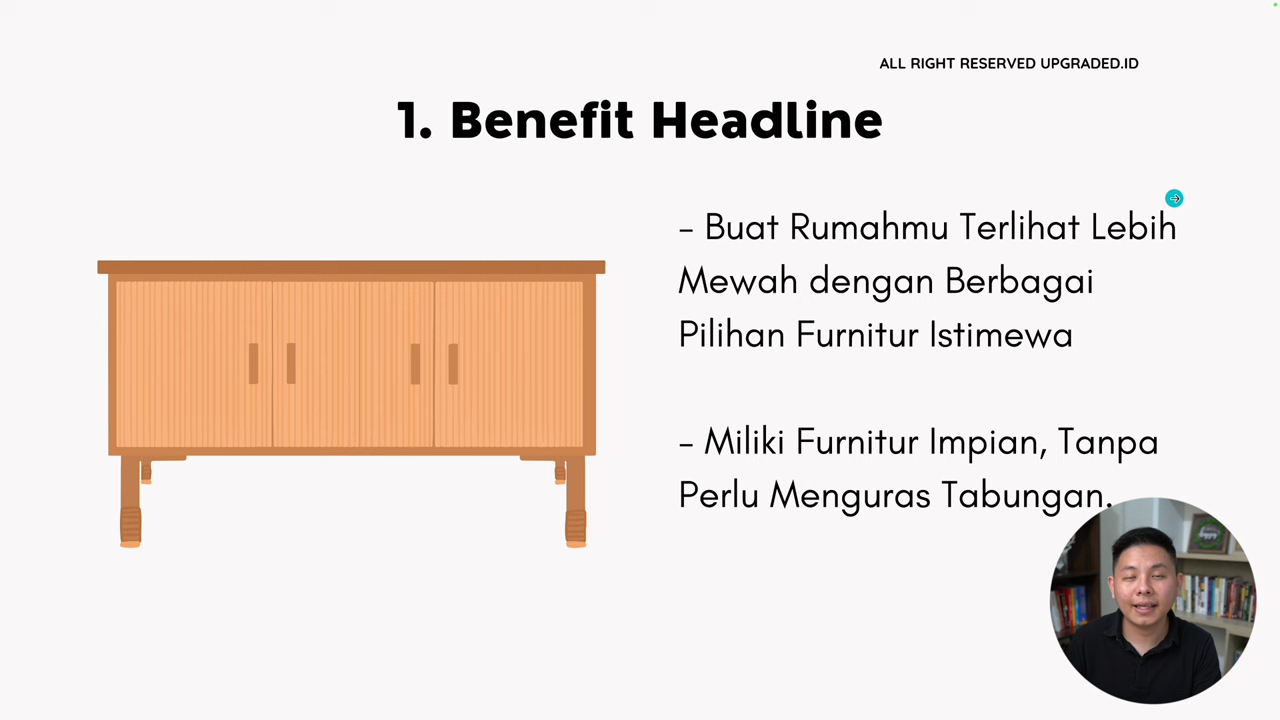 ALL RIGHT RESERVED UPGRADED.ID
1. Benefit Headline
- Buat Rumahmu Terlihat Lebih
Mewah dengan Berbagai
Pilihan Furnitur Istimewa
- Miliki Furnitur Impian, Tanpa
Perlu Menguras Tabungan.